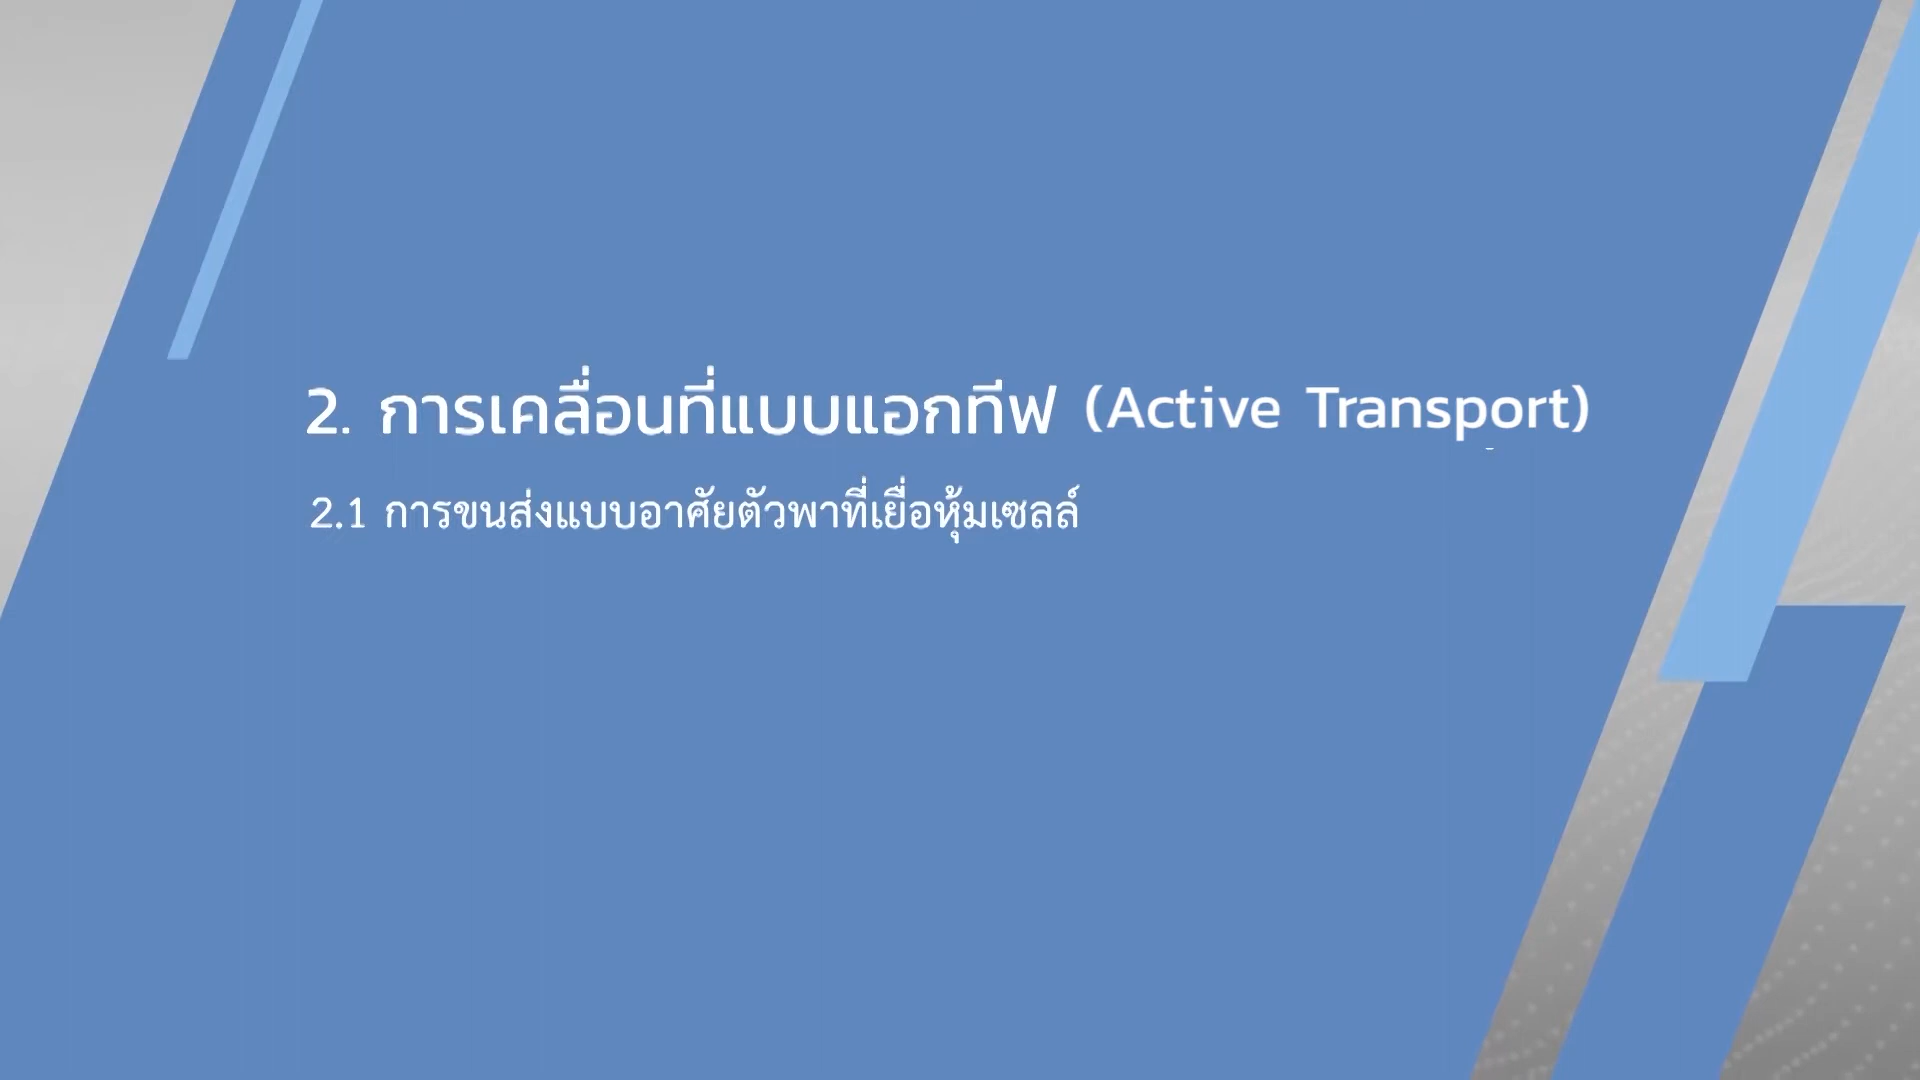 2. การเคลื่อนที่แบบแอกทีฟ (Active Transport)
2.1 การขนส่งแบบอาศัยตัวพาที่เยื่อหุ้มเซลล์